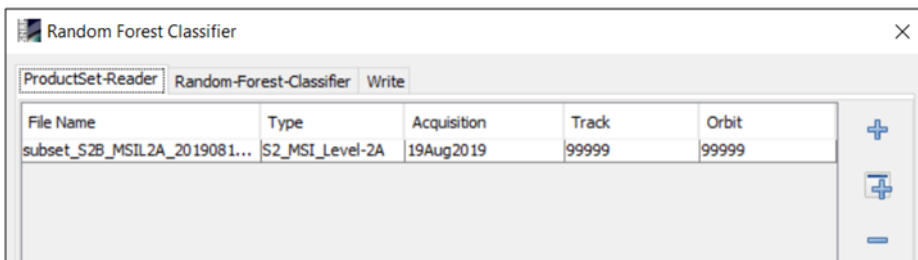 Random Forest Classifier
ProductSet-Reader Random-Forest-Classifier Write
File Name Type Acquisition Track Orbit
subset_S2B_MSIL2A_2019081... S2_MSI_Level-2A 19Aug2019 99999 99999